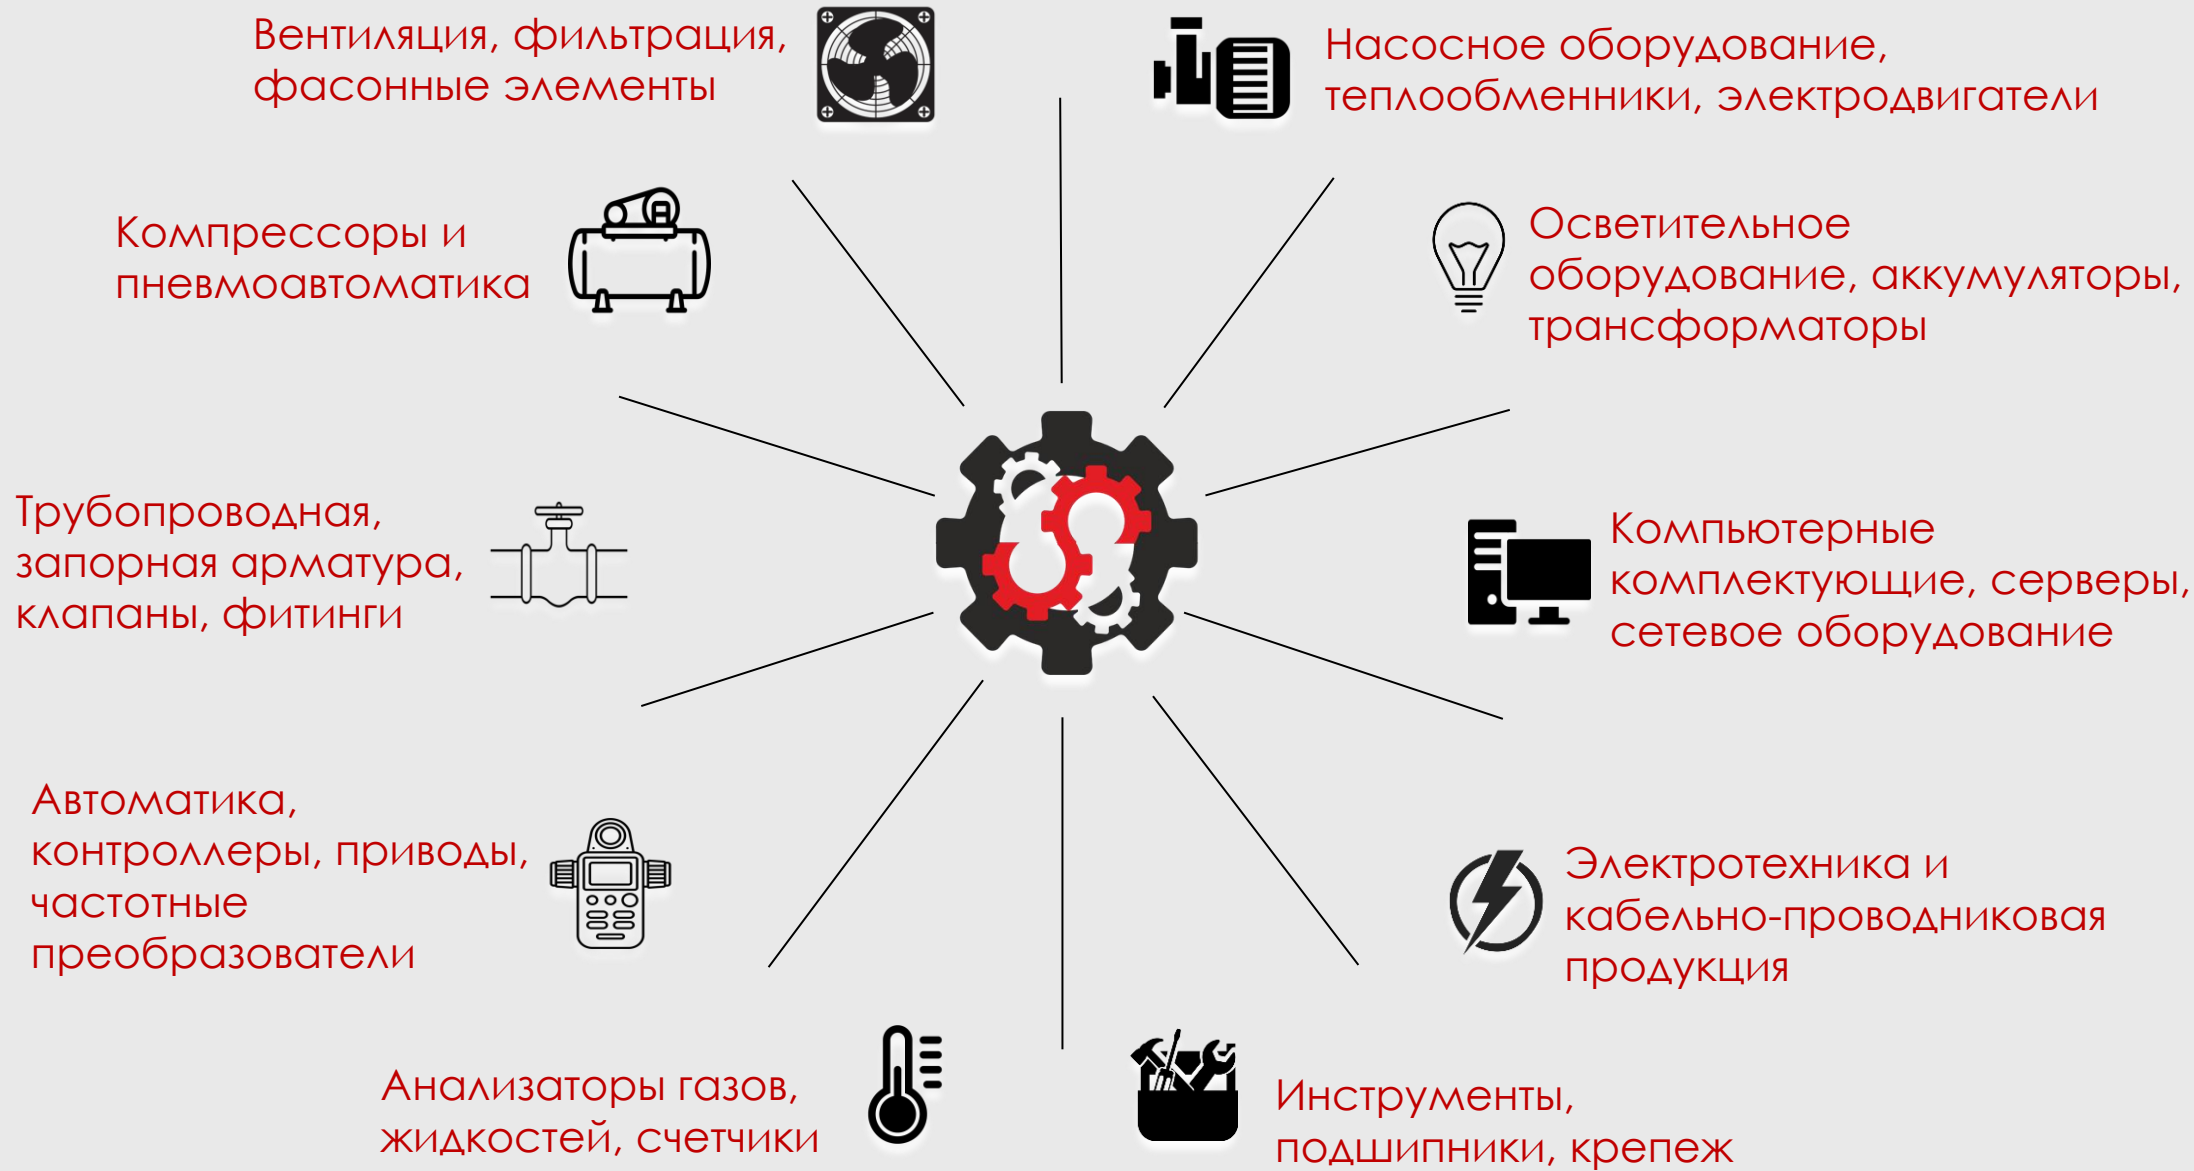 Вентиляция, фильтрация,
фасонные элементы
Насосное оборудование,
теплообменники, электродвигатели
Компрессоры и
пневмоавтоматика
Осветительное
оборудование, аккумуляторы,
трансформаторы
Трубопроводная,
запорная арматура,
клапаны, фитинги
Компьютерные
комплектующие, серверы,
сетевое оборудование
Автоматика,
контроллеры, приводы,
частотные
преобразователи
Электротехника и
кабельно-проводниковая
продукция
Анализаторы газов,
жидкостей, счетчики
Инструменты,
подшипники, крепеж